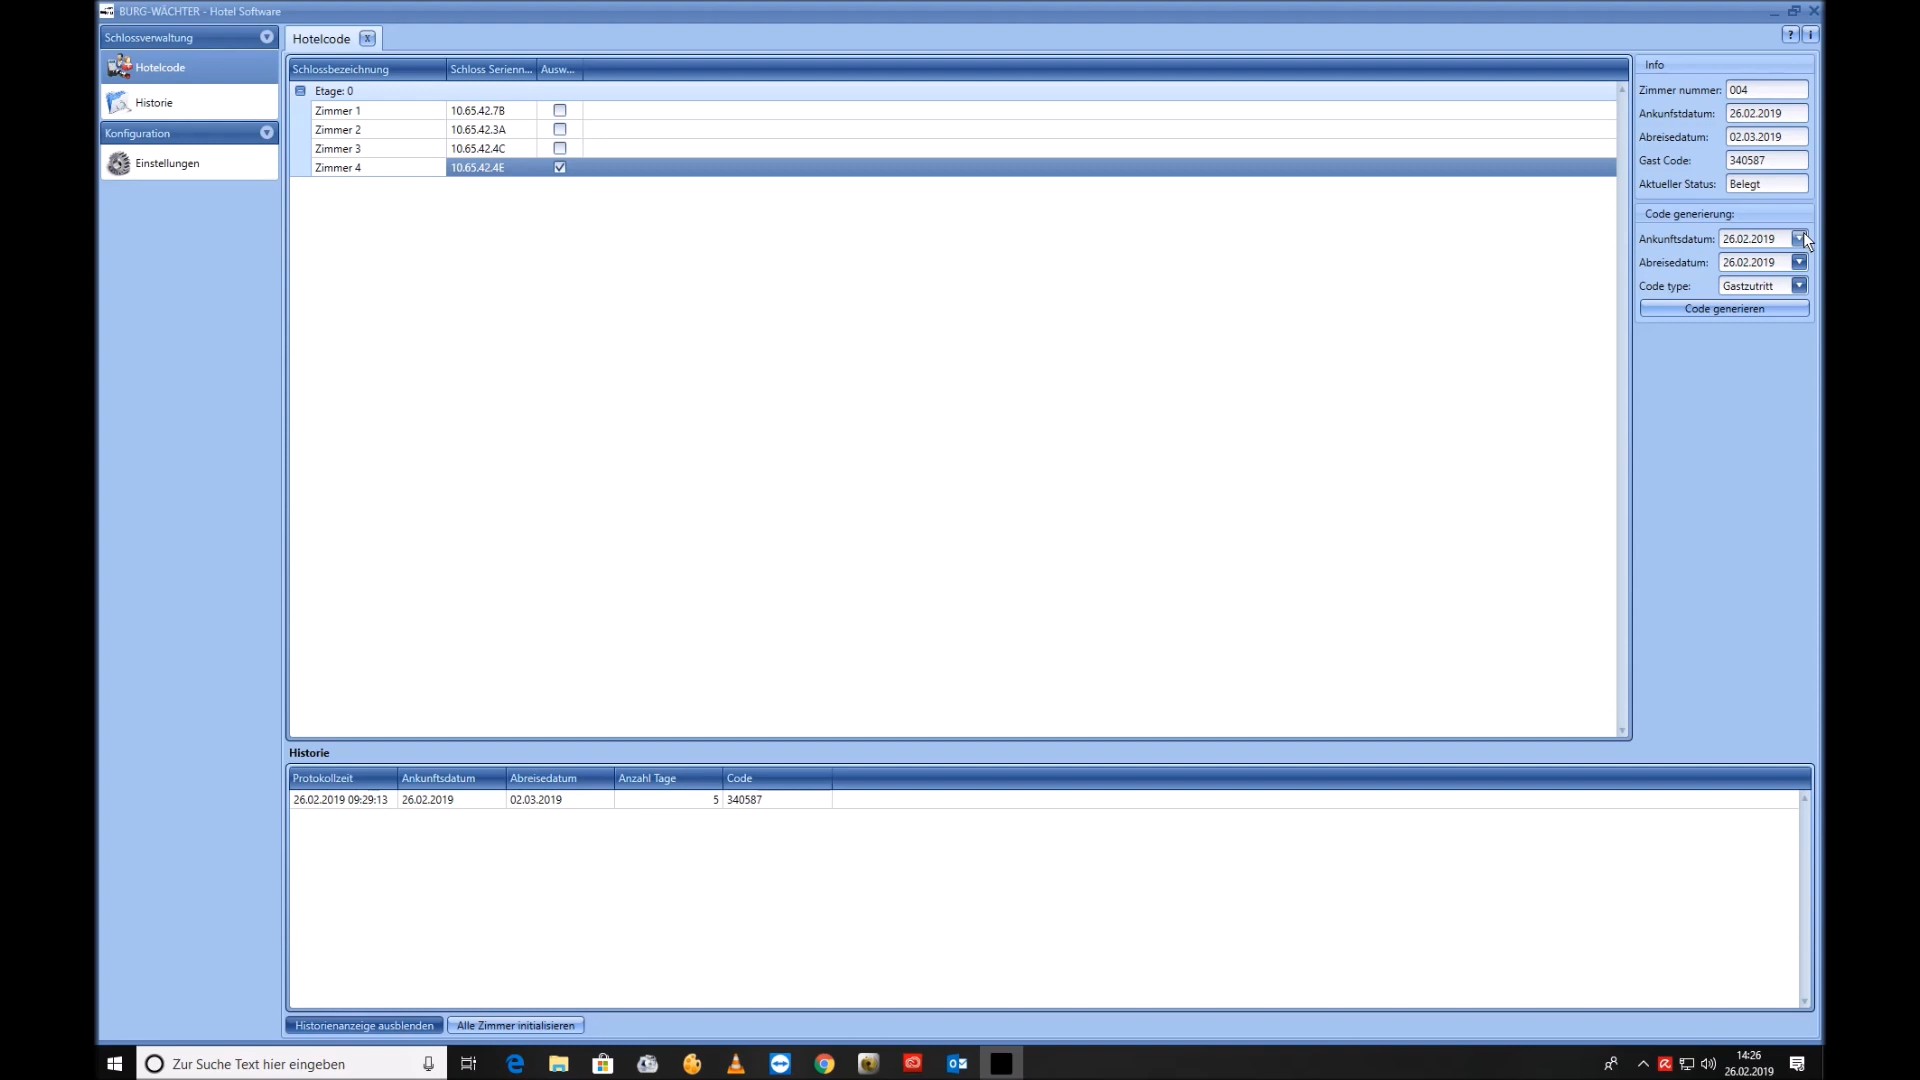 BURG-WÄCHTER - Hotel Software
Schlossverwaltung
Hotelcode
Historie
Konfiguration
Einstellungen
Hotelcode x
? i
Schlossbezeichnung Schloss Serienn... Ausw...
Etage: 0
Zimmer 1 10.65.42.7B
Zimmer 2 10.65.42.3A
Zimmer 3 10.65.42.4C
Zimmer 4 10.65.42.4E
Info
Zimmer nummer: 004
Ankunfstdatum: 26.02.2019
Abreisedatum: 02.03.2019
Gast Code: 340587
Aktueller Status: Belegt
Code generierung:
Ankunftsdatum: 26.02.2019
Abreisedatum: 26.02.2019
Code type: Gastzutritt
Code generieren
Historie
Protokollzeit Ankunftsdatum Abreisedatum Anzahl Tage Code
26.02.2019 09:29:13 26.02.2019 02.03.2019 5 340587
Historienanzeige ausblenden Alle Zimmer initialisieren
Zur Suche Text hier eingeben
14:26
26.02.2019